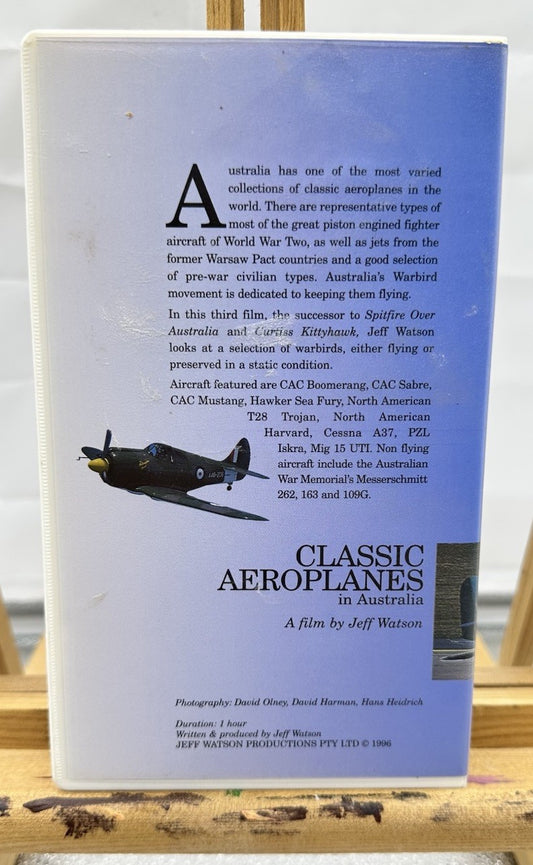 Australia has one of the most varied
collections of classic aeroplanes in the
world. There are representative types of
most of the great piston engined fighter
aircraft of World War Two, as well as jets from the
former Warsaw Pact countries and a good selection
of pre-war civilian types. Australia's Warbird
movement is dedicated to keeping them flying.
In this third film, the successor to Spitfire Over
Australia and Curtiss Kittyhawk, Jeff Watson
looks at a selection of warbirds, either flying or
preserved in a static condition.
Aircraft featured are CAC Boomerang, CAC Sabre,
CAC Mustang, Hawker Sea Fury, North American
T28 Trojan, North American
Harvard, Cessna A37, PZL
Iskra, Mig 15 UTI. Non flying
aircraft include the Australian
War Memorial's Messerschmitt
262, 163 and 109G.
CLASSIC
AEROPLANES
in Australia
A film by Jeff Watson
Photography: David Olney, David Harman, Hans Heidrich
Duration: 1 hour
Written & produced by Jeff Watson
JEFF WATSON PRODUCTIONS PTY LTD © 1996